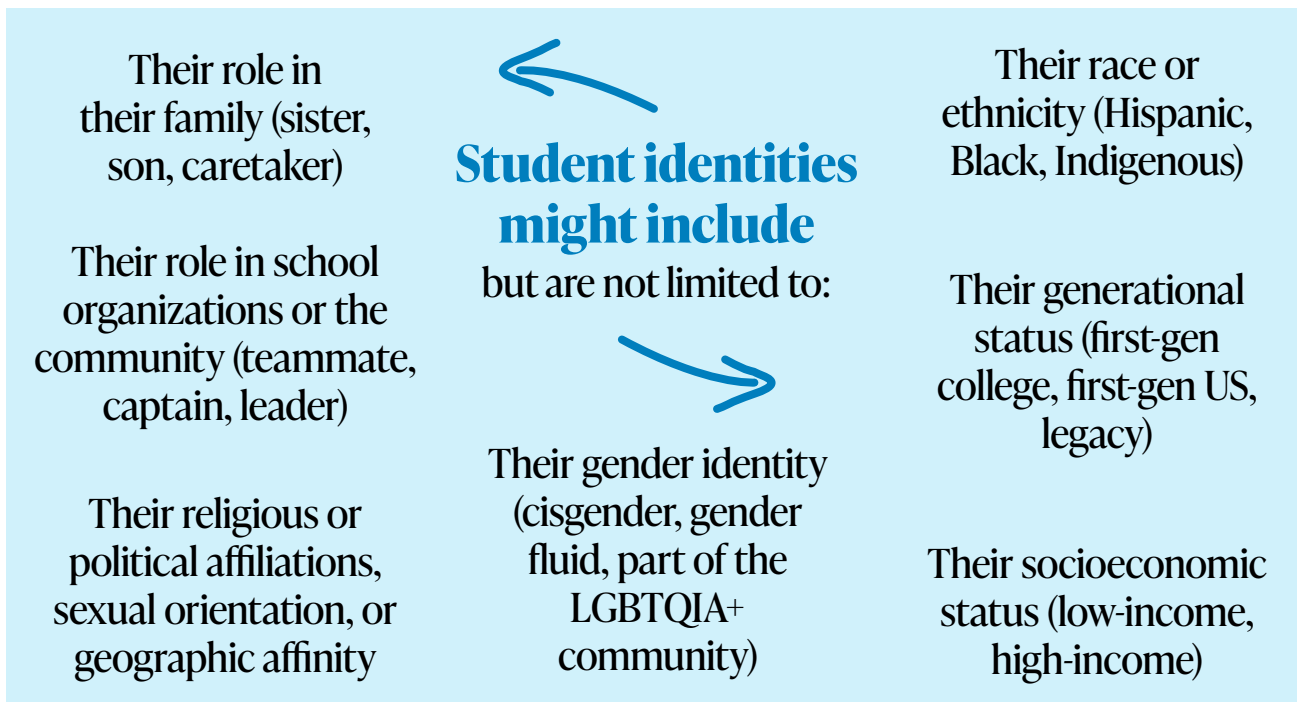 Student identities
might include
but are not limited to:
Their role in
their family (sister,
son, caretaker)
Their role in school
organizations or the
community (teammate,
captain, leader)
Their religious or
political affiliations,
sexual orientation, or
geographic affinity
Their gender identity
(cisgender, gender
fluid, part of the
LGBTQIA+
community)
Their race or
ethnicity (Hispanic,
Black, Indigenous)
Their generational
status (first-gen
college, first-gen US,
legacy)
Their socioeconomic
status (low-income,
high-income)